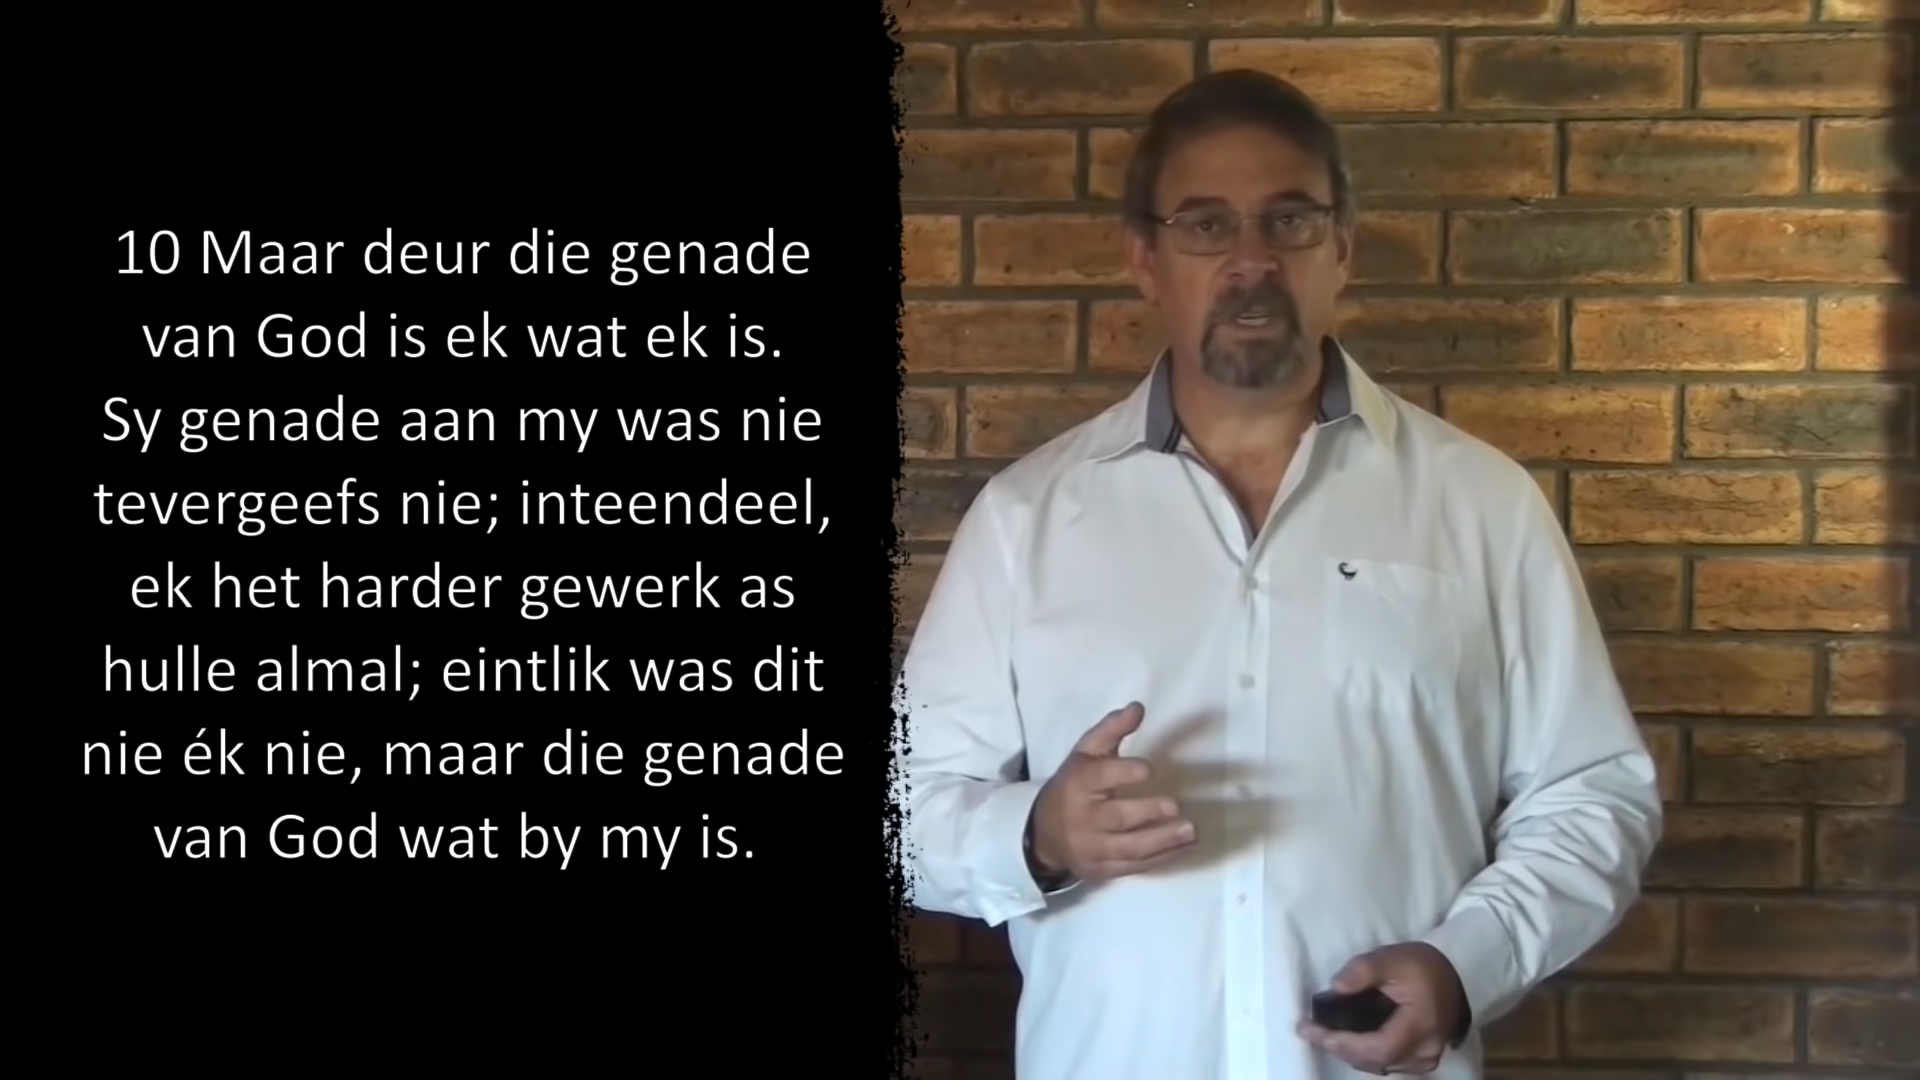 10 Maar deur die genade
van God is ek wat ek is.
Sy genade aan my was nie
tevergeefs nie; inteendeel,
ek het harder gewerk as
hulle almal; eintlik was dit
nie ék nie, maar die genade
van God wat by my is.